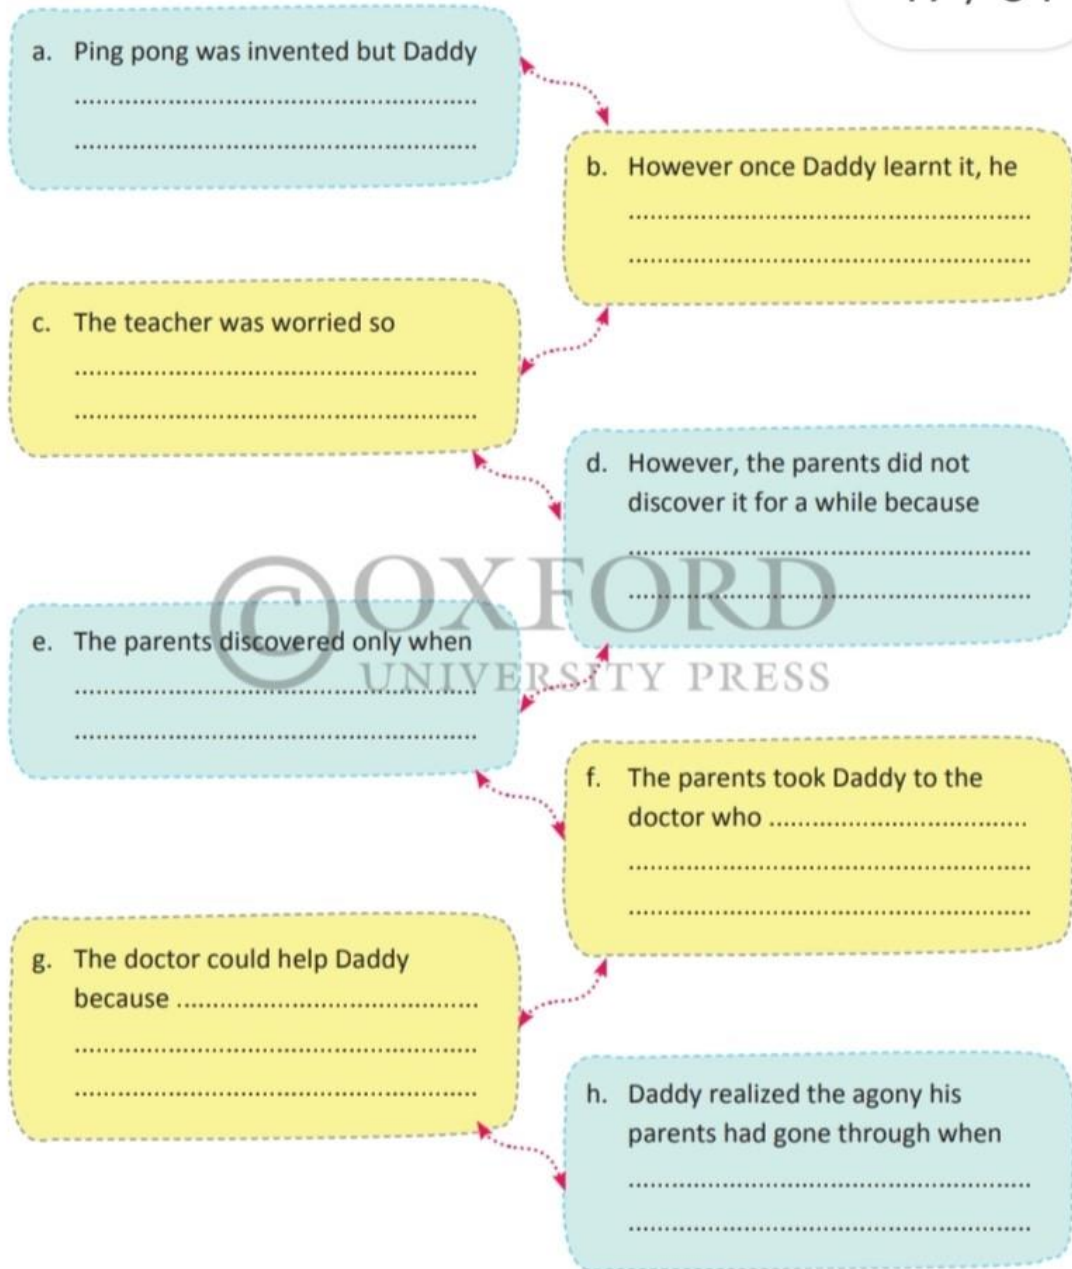 a. Ping pong was invented but Daddy
..........................................................
..........................................................
b. However once Daddy learnt it, he
..........................................................
..........................................................
c. The teacher was worried so
..........................................................
..........................................................
d. However, the parents did not
discover it for a while because
..........................................................
..........................................................
© OXFORD
UNIVERSITY PRESS
e. The parents discovered only when
..........................................................
..........................................................
f. The parents took Daddy to the
doctor who .....................................
..........................................................
..........................................................
g. The doctor could help Daddy
because ...........................................
..........................................................
..........................................................
h. Daddy realized the agony his
parents had gone through when
..........................................................
..........................................................